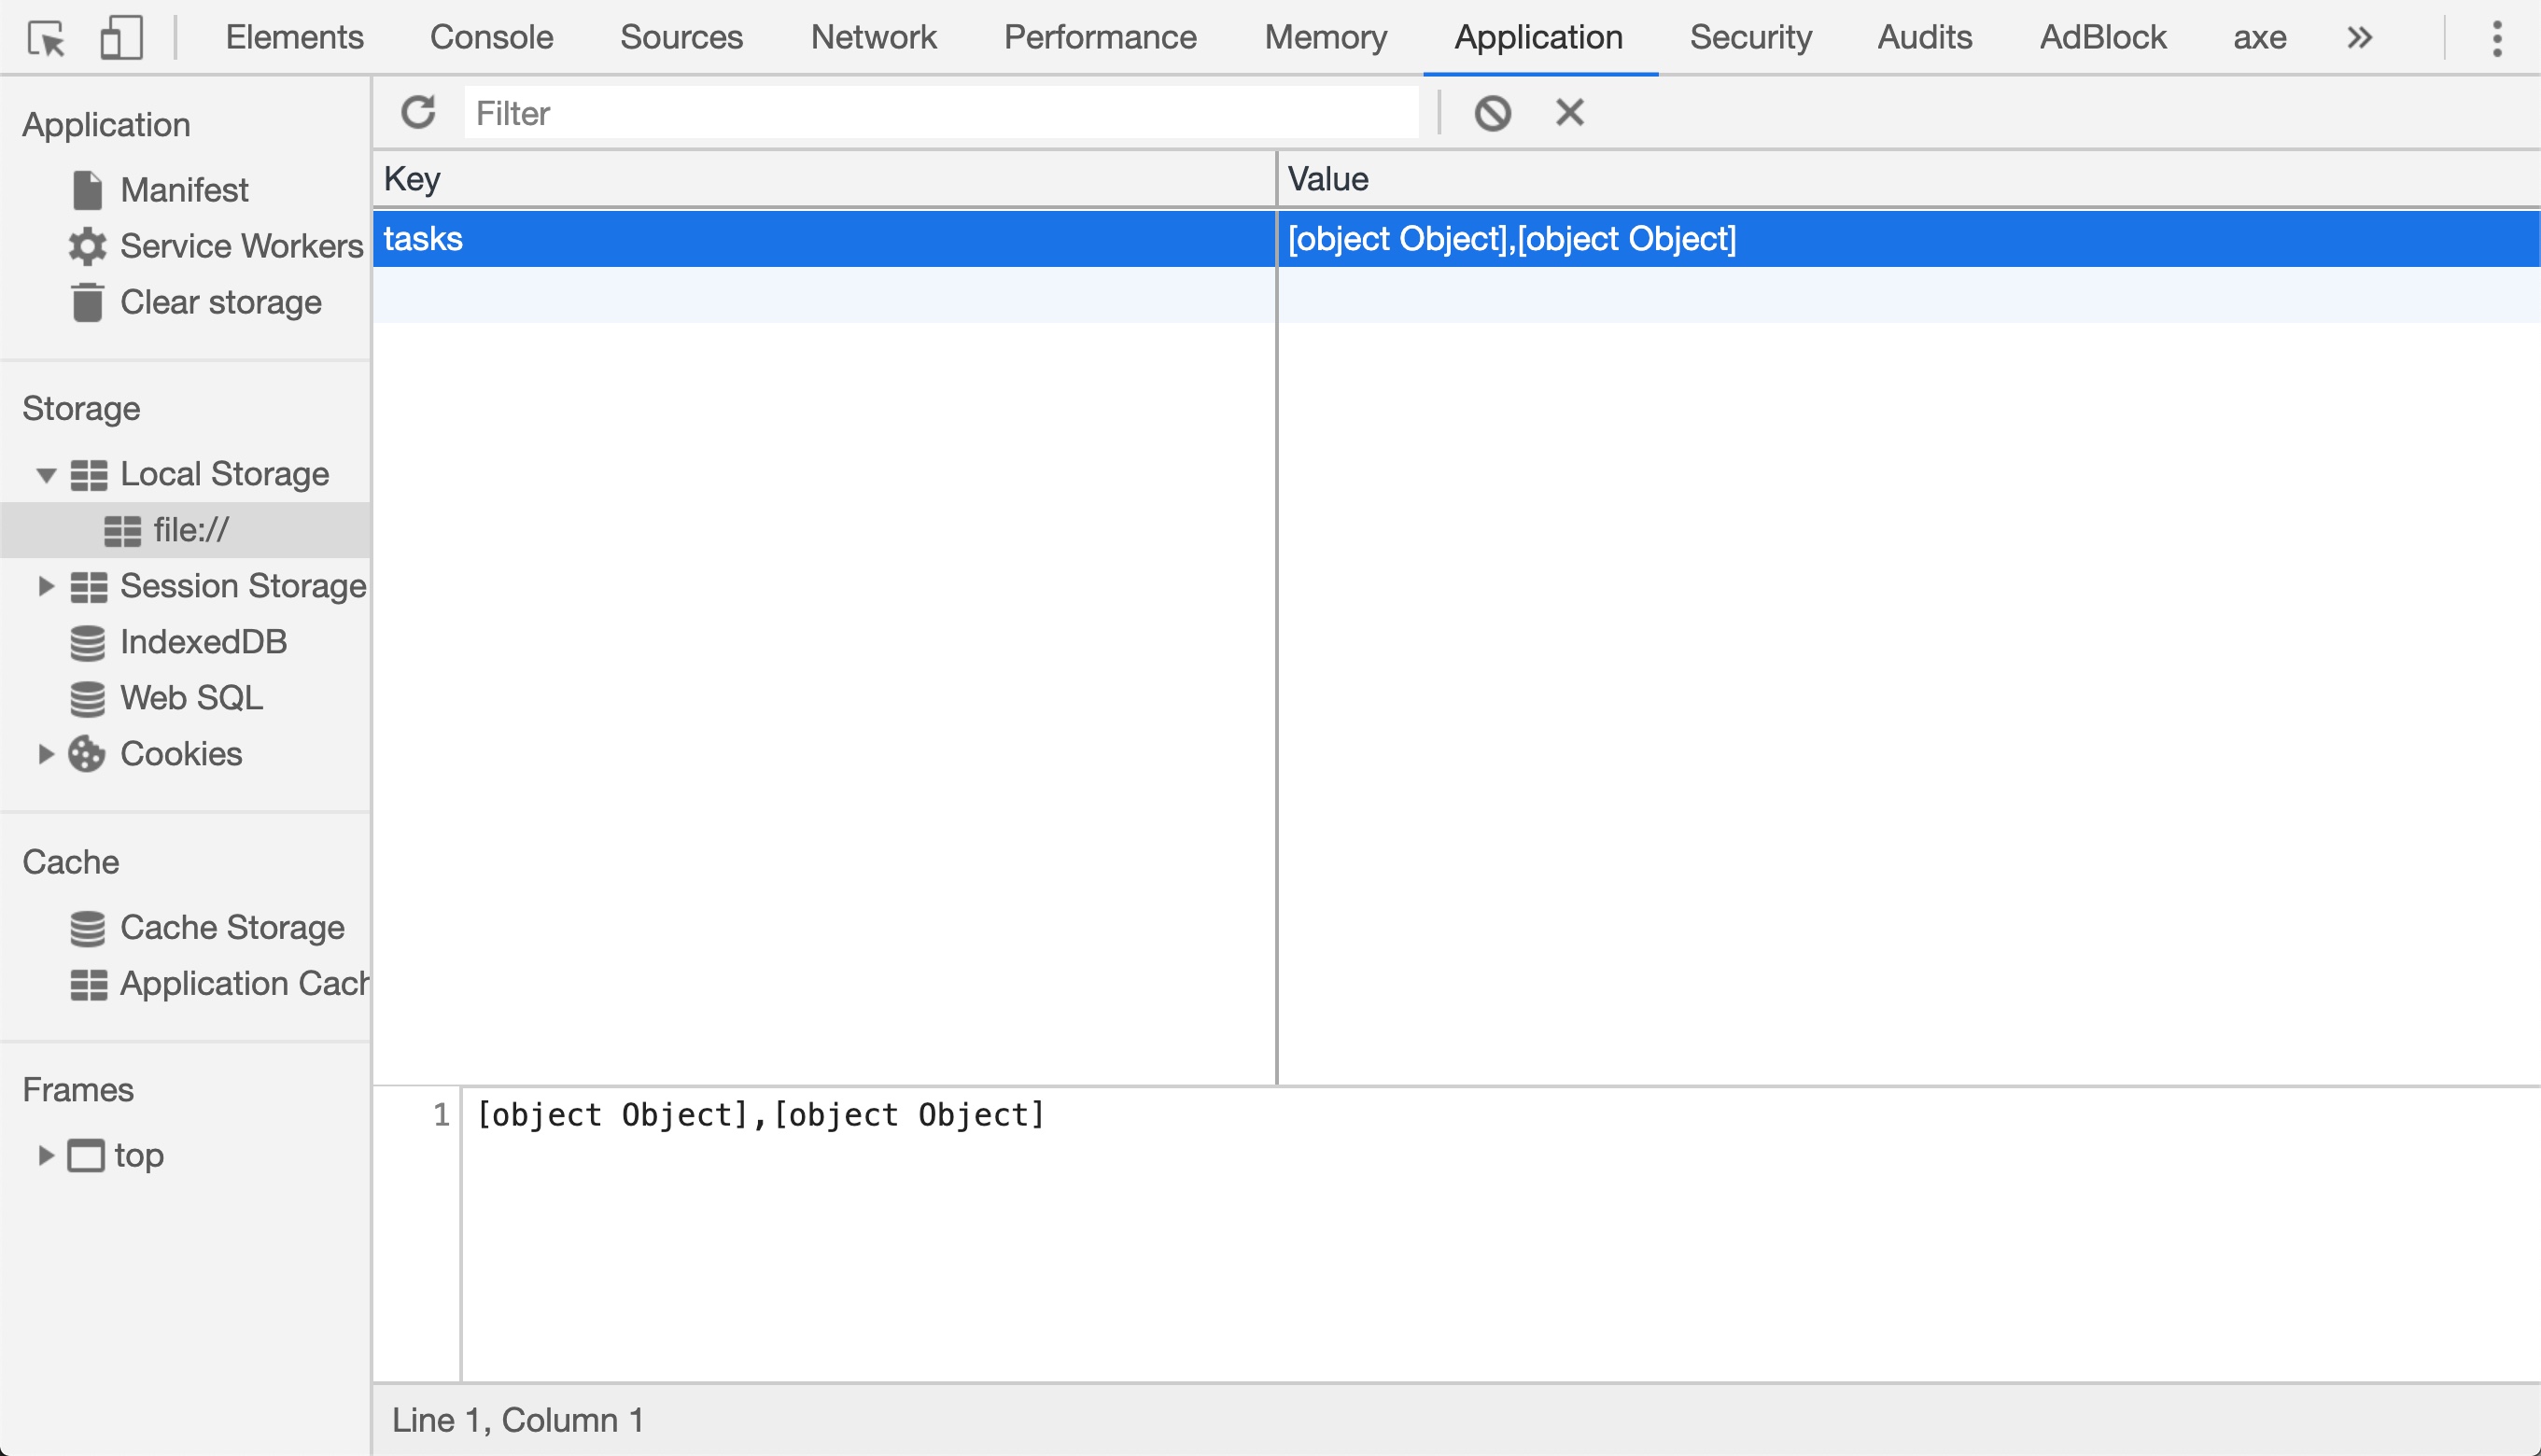 Elements Console Sources Network Performance Memory Application Security Audits AdBlock axe »
Application
Manifest
Service Workers
Clear storage
Storage
Local Storage
file://
Session Storage
IndexedDB
Web SQL
Cookies
Cache
Cache Storage
Application Cach
Frames
top
Filter
Key Value
tasks [object Object],[object Object]
1 [object Object],[object Object]
Line 1, Column 1